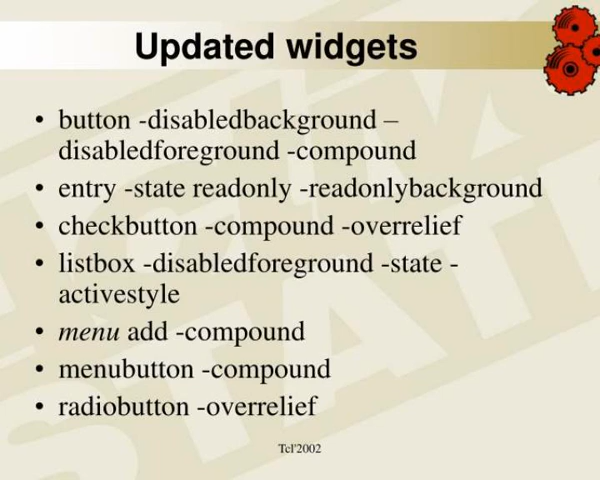 Updated widgets
• button -disabledbackground –
disabledforeground -compound
• entry -state readonly -readonlybackground
• checkbutton -compound -overrelief
• listbox -disabledforeground -state -
activestyle
• menu add -compound
• menubutton -compound
• radiobutton -overrelief
Tcl'2002